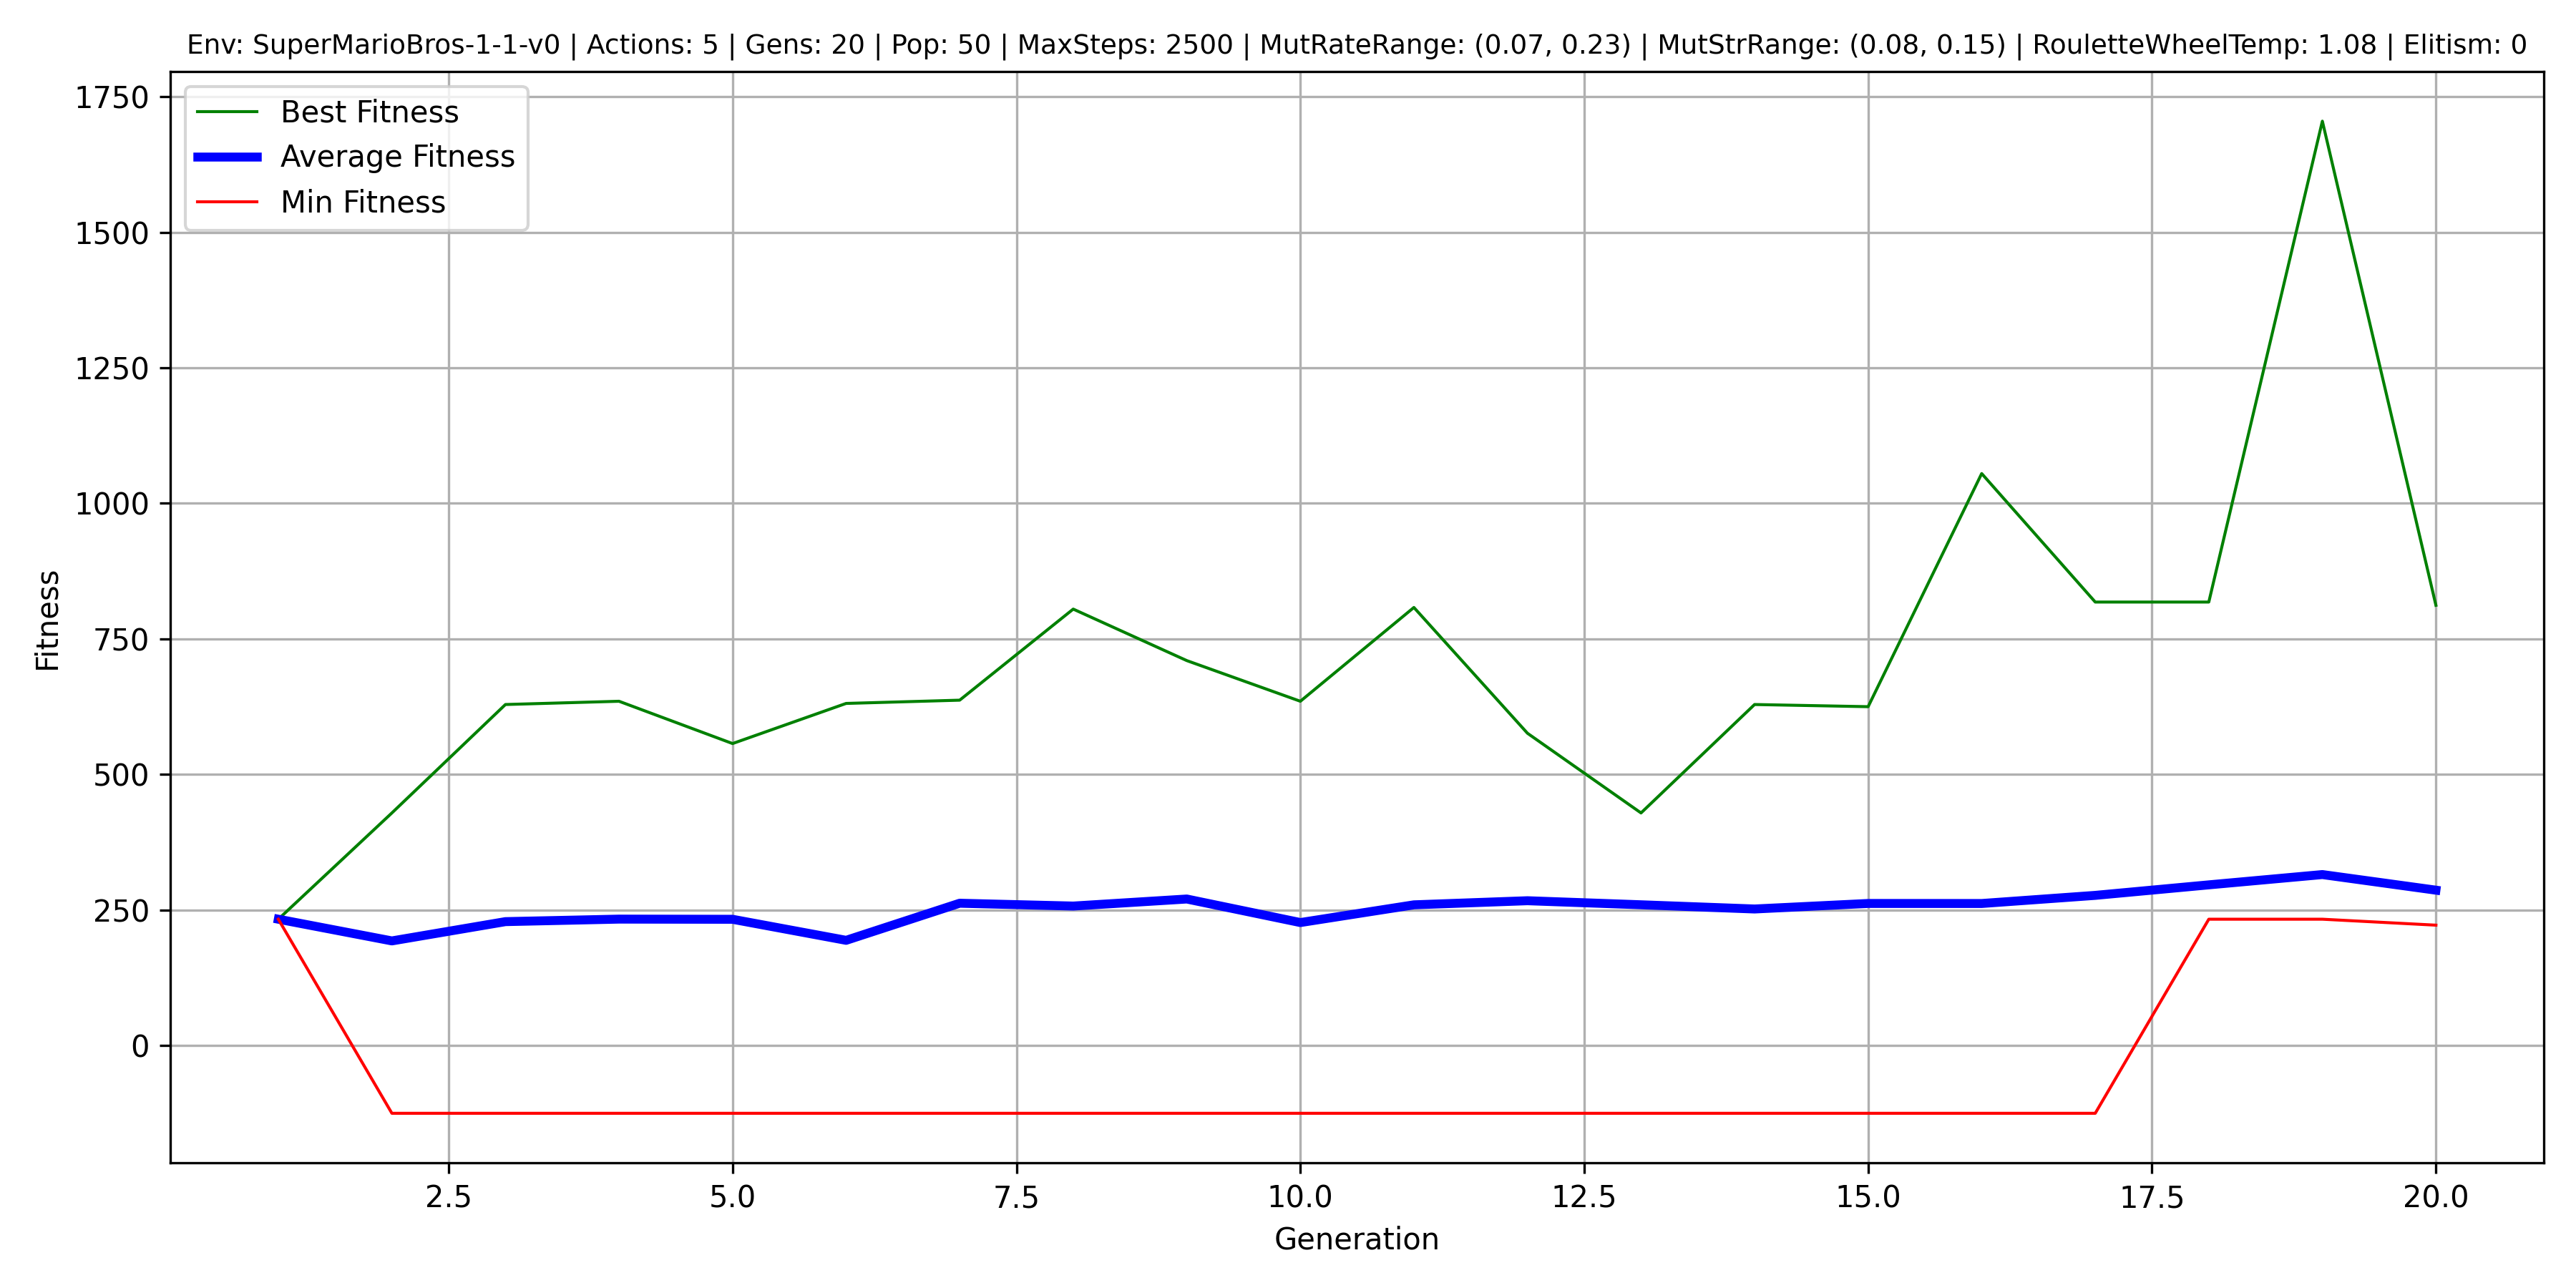 Env: SuperMarioBros-1-1-v0 | Actions: 5 | Gens: 20 | Pop: 50 | MaxSteps: 2500 | MutRateRange: (0.07, 0.23) | MutStrRange: (0.08, 0.15) | RouletteWheelTemp: 1.08 | Elitism: 0
Best Fitness
Average Fitness
Min Fitness
1750
1500
1250
1000
750
500
250
0
Fitness
2.5 5.0 7.5 10.0 12.5 15.0 17.5 20.0
Generation